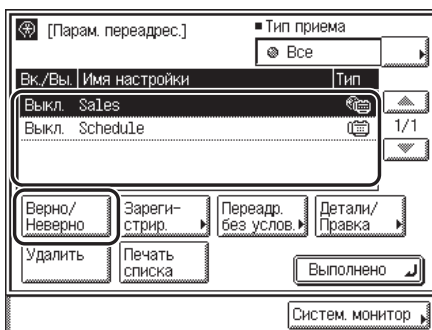 [Парам. переадрес.]
Тип приема
Все
Вк./Вы. Имя настройки Тип
Выкл. Sales
Выкл. Schedule
1/1
Верно/
Неверно
Зареги-
стрир.
Переадр.
без услов.
Детали/
Правка
Удалить
Печать
списка
Выполнено
Систем. монитор